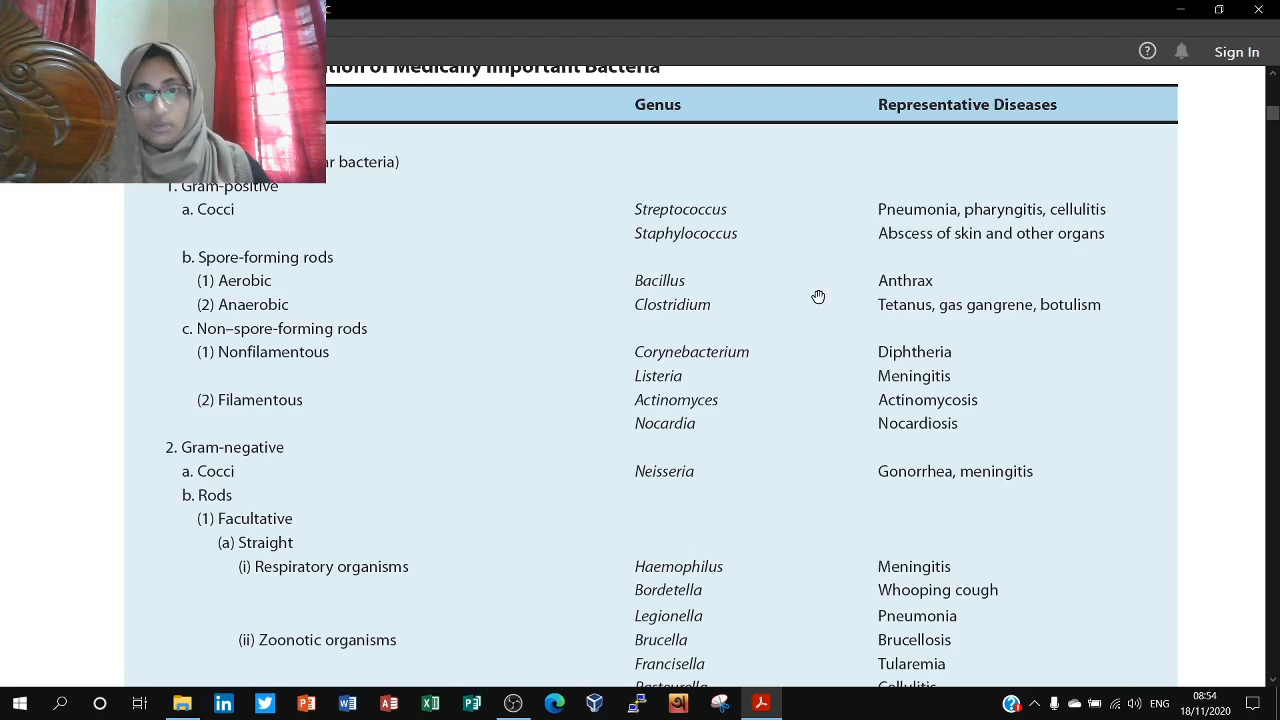 Sign In
tion of Medically Important Bacteria
Genus Representative Diseases
ar bacteria)
1. Gram-positive
a. Cocci Streptococcus Pneumonia, pharyngitis, cellulitis
Staphylococcus Abscess of skin and other organs
b. Spore-forming rods
(1) Aerobic Bacillus Anthrax
(2) Anaerobic Clostridium Tetanus, gas gangrene, botulism
c. Non–spore-forming rods
(1) Nonfilamentous Corynebacterium Diphtheria
Listeria Meningitis
(2) Filamentous Actinomyces Actinomycosis
Nocardia Nocardiosis
2. Gram-negative
a. Cocci Neisseria Gonorrhea, meningitis
b. Rods
(1) Facultative
(a) Straight
(i) Respiratory organisms Haemophilus Meningitis
Bordetella Whooping cough
Legionella Pneumonia
(ii) Zoonotic organisms Brucella Brucellosis
Francisella Tularemia
Pasteurella Cellulitis
ENG 08:54
18/11/2020